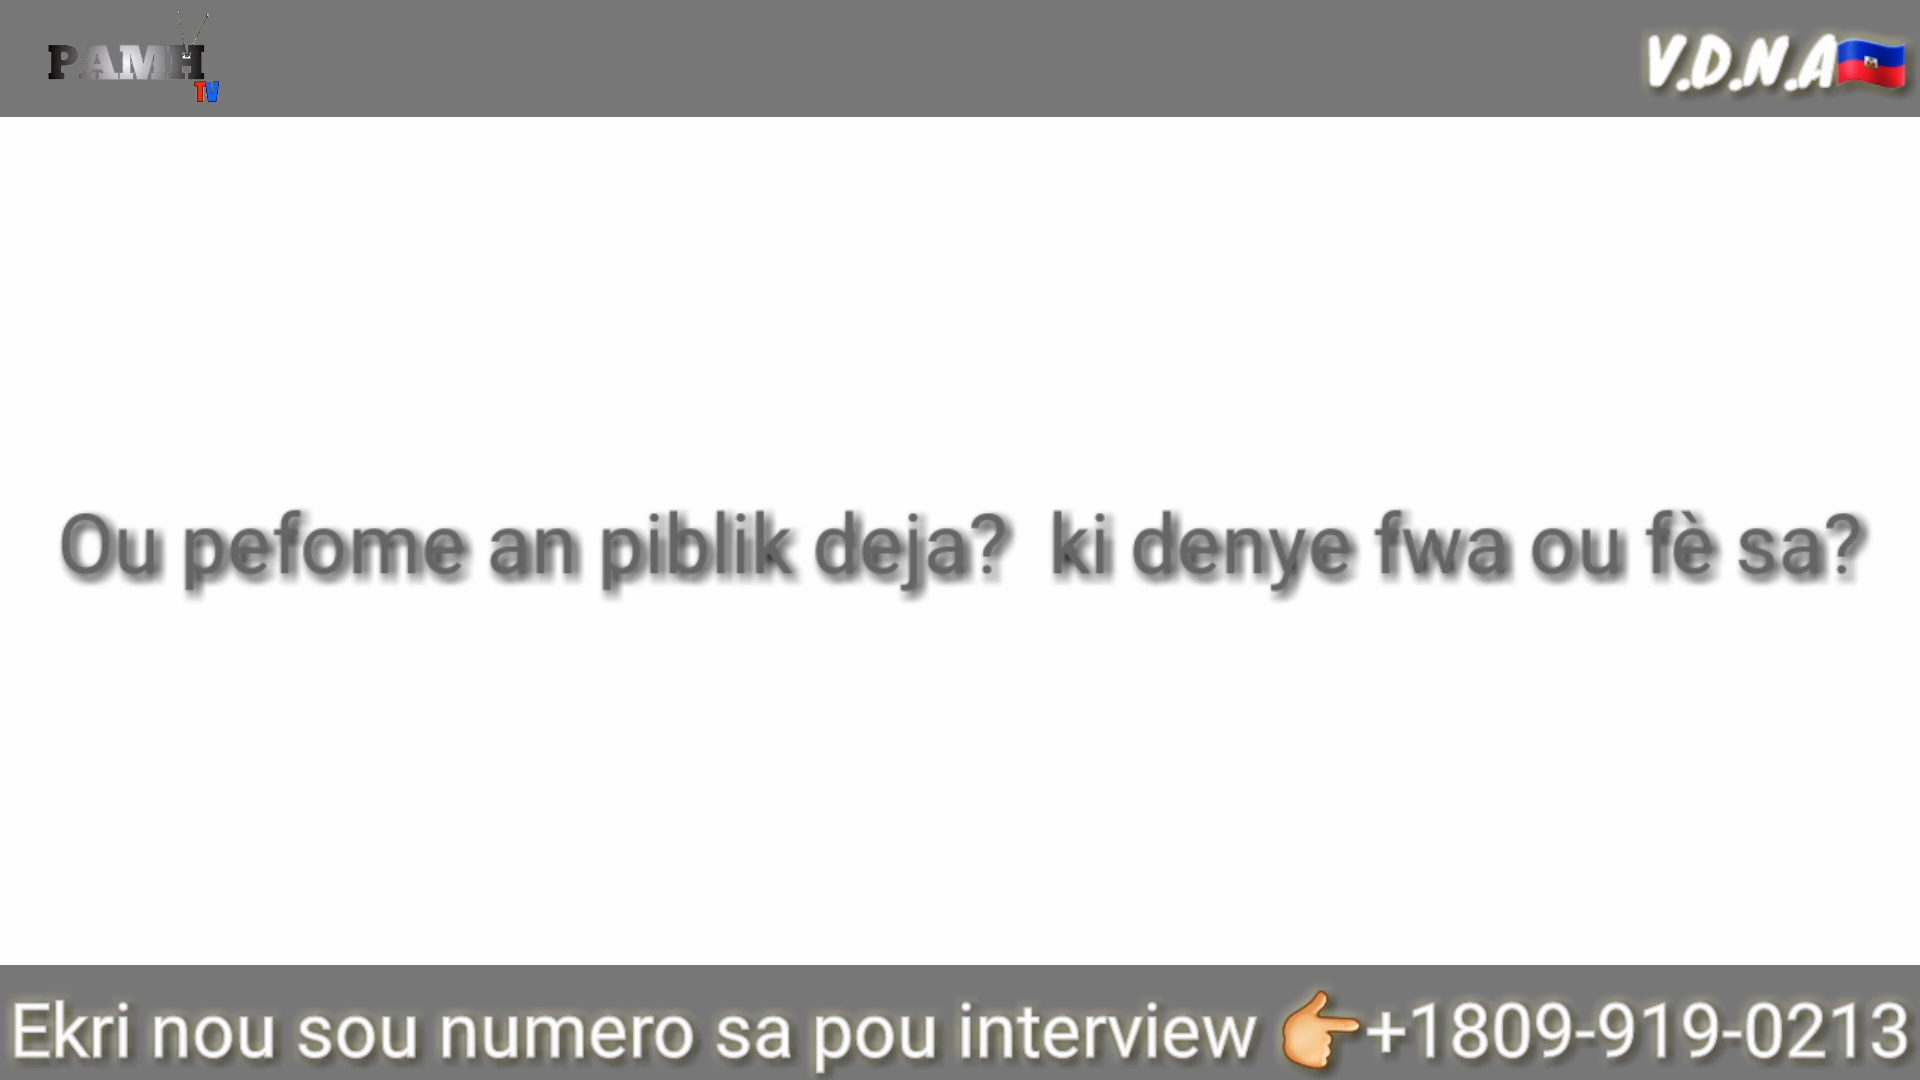 PAMH
TV
V.D.N.A🇭🇹
Ou pefome an piblik deja? ki denye fwa ou fè sa?
Ekri nou sou numero sa pou interview 👉+1809-919-0213